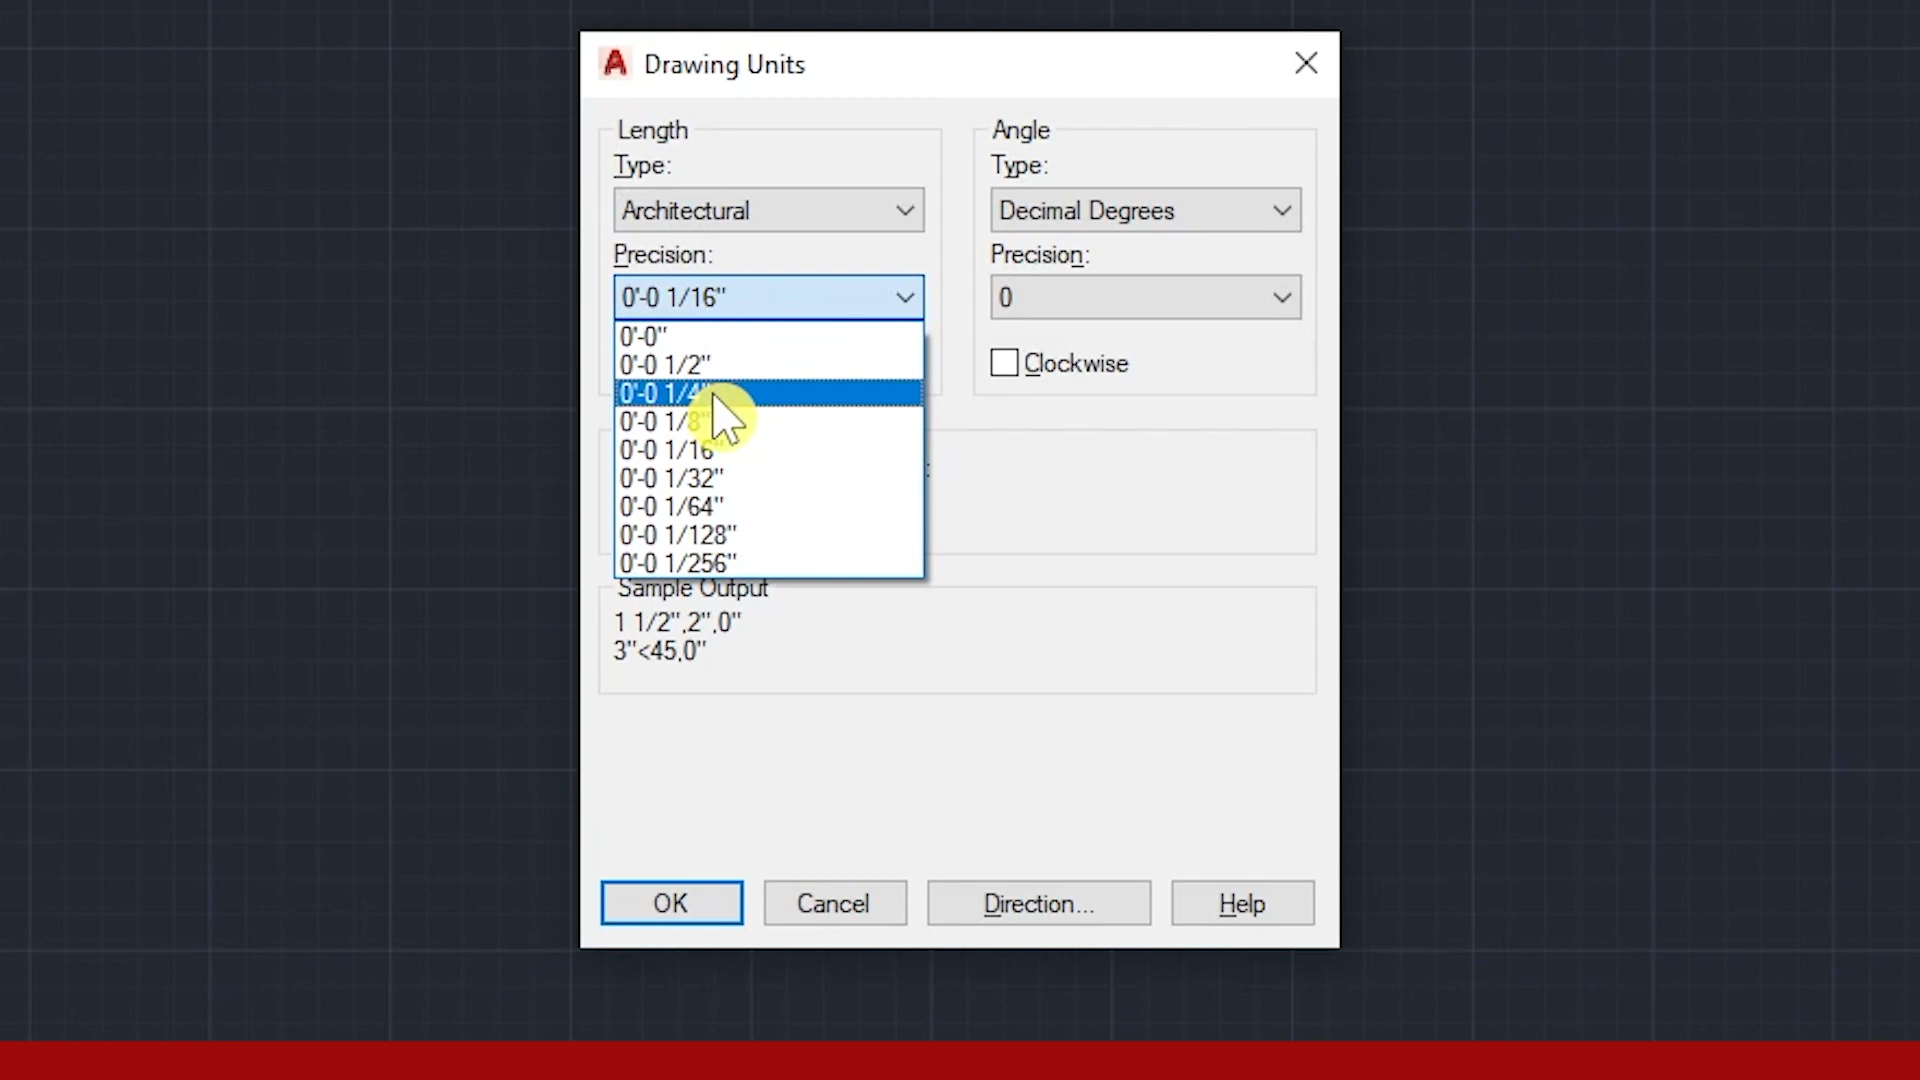 Drawing Units
Length
Type:
Architectural
Precision:
0'-0 1/16"
0'-0"
0'-0 1/2"
0'-0 1/4"
0'-0 1/8"
0'-0 1/16"
0'-0 1/32"
0'-0 1/64"
0'-0 1/128"
0'-0 1/256"
Angle
Type:
Decimal Degrees
Precision:
0
Clockwise
:
Sample Output
1 1/2",2",0"
3"<45,0"
OK
Cancel
Direction...
Help